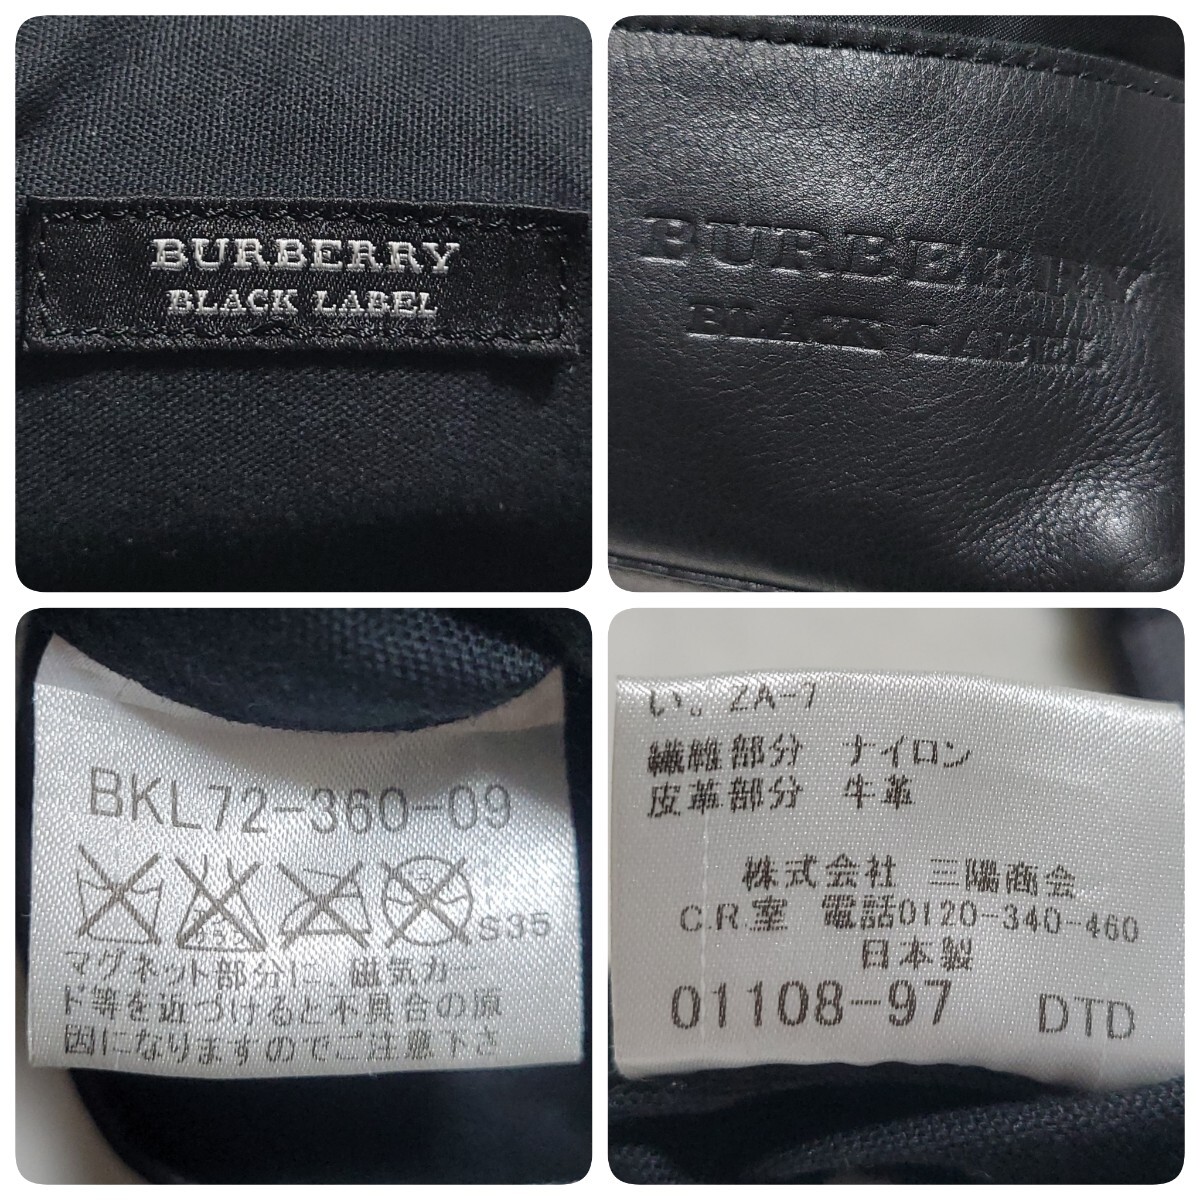 BURBERRY
BLACK LABEL
BURBERRY
BLACK LABEL
BKL72-360-09
S35
マグネット部分に、磁気カー
ド等を近づけると不具合の原
因になりますのでご注意下さ
い。ZA-7
繊維部分 ナイロン
皮革部分 牛革
株式会社 三陽商会
C.R.室 電話0120-340-460
日本製
01108-97 DTD